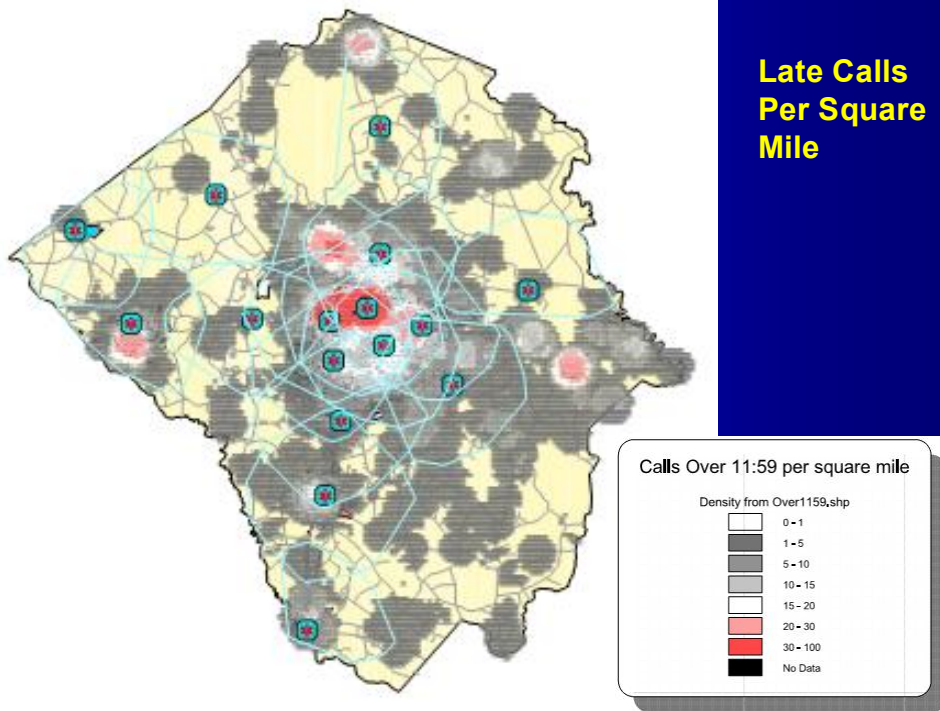 Late Calls
Per Square
Mile
Calls Over 11:59 per square mile
Density from Over1159.shp
0 - 1
1 - 5
5 - 10
10 - 15
15 - 20
20 - 30
30 - 100
No Data